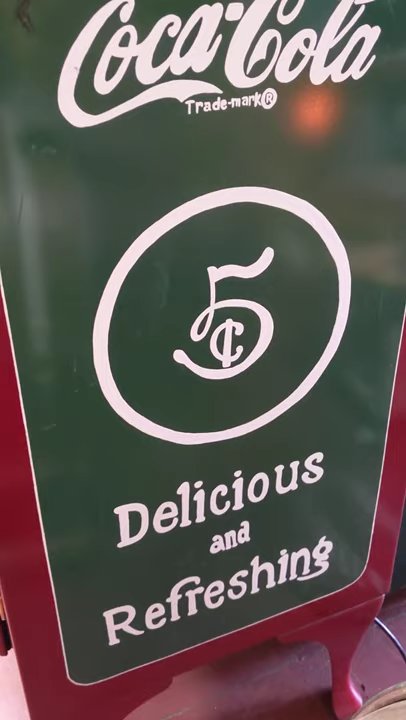 Coca-Cola
Trade-mark®
5¢
Delicious
and
Refreshing